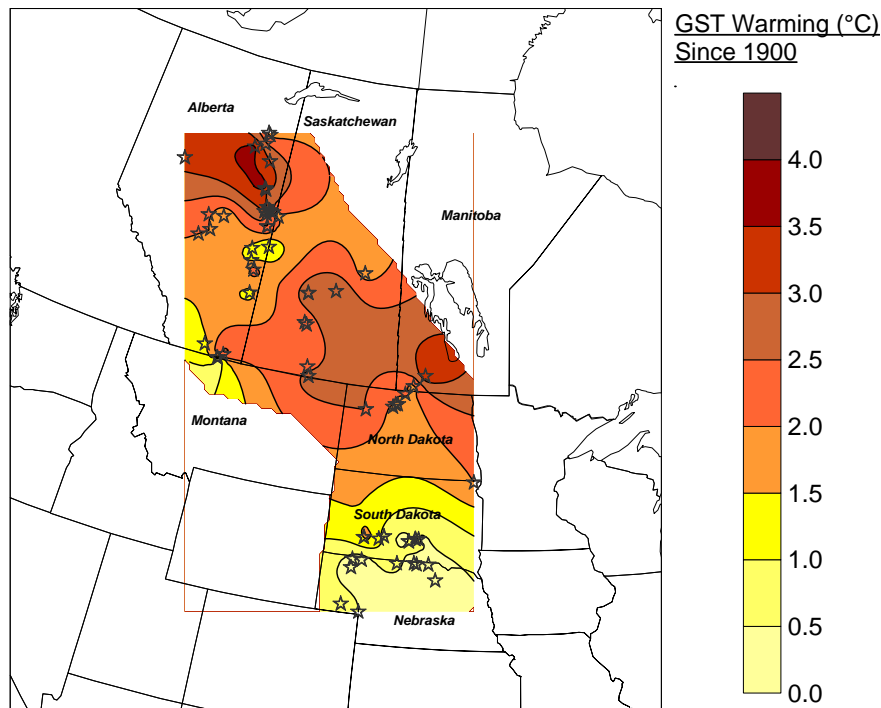 GST Warming (°C)
Since 1900
Alberta
Saskatchewan
Manitoba
Montana
North Dakota
South Dakota
Nebraska
4.0
3.5
3.0
2.5
2.0
1.5
1.0
0.5
0.0